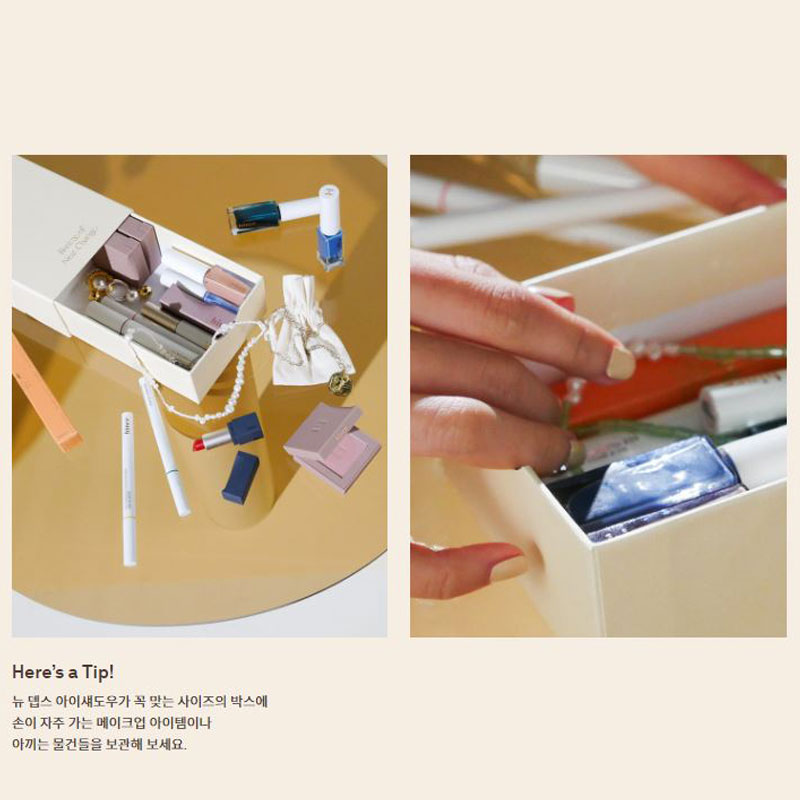 Here's a Tip!
뉴 뎁스 아이섀도우가 꼭 맞는 사이즈의 박스에
손이 자주 가는 메이크업 아이템이나
아끼는 물건들을 보관해 보세요.